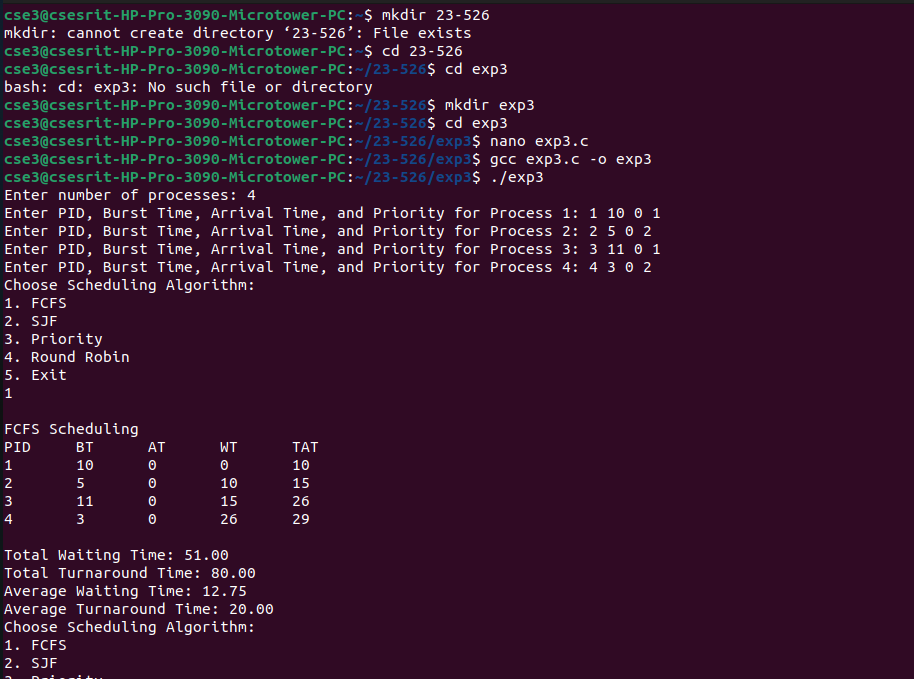 cse3@csesrit-HP-Pro-3090-Microtower-PC:~$ mkdir 23-526
mkdir: cannot create directory ‘23-526’: File exists
cse3@csesrit-HP-Pro-3090-Microtower-PC:~$ cd 23-526
cse3@csesrit-HP-Pro-3090-Microtower-PC:~/23-526$ cd exp3
bash: cd: exp3: No such file or directory
cse3@csesrit-HP-Pro-3090-Microtower-PC:~/23-526$ mkdir exp3
cse3@csesrit-HP-Pro-3090-Microtower-PC:~/23-526$ cd exp3
cse3@csesrit-HP-Pro-3090-Microtower-PC:~/23-526/exp3$ nano exp3.c
cse3@csesrit-HP-Pro-3090-Microtower-PC:~/23-526/exp3$ gcc exp3.c -o exp3
cse3@csesrit-HP-Pro-3090-Microtower-PC:~/23-526/exp3$ ./exp3
Enter number of processes: 4
Enter PID, Burst Time, Arrival Time, and Priority for Process 1: 1 10 0 1
Enter PID, Burst Time, Arrival Time, and Priority for Process 2: 2 5 0 2
Enter PID, Burst Time, Arrival Time, and Priority for Process 3: 3 11 0 1
Enter PID, Burst Time, Arrival Time, and Priority for Process 4: 4 3 0 2
Choose Scheduling Algorithm:
1. FCFS
2. SJF
3. Priority
4. Round Robin
5. Exit
1
FCFS Scheduling
PID BT AT WT TAT
1 10 0 0 10
2 5 0 10 15
3 11 0 15 26
4 3 0 26 29
Total Waiting Time: 51.00
Total Turnaround Time: 80.00
Average Waiting Time: 12.75
Average Turnaround Time: 20.00
Choose Scheduling Algorithm:
1. FCFS
2. SJF
3. Priority